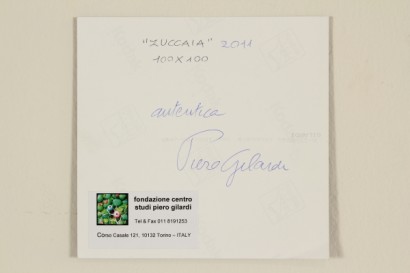 "ZUCCAIA" 2011
100X100
autentica
Piero Gilardi
fondazione centro
studi piero gilardi
Tel & Fax 011 8191253
Corso Casale 121, 10132 Torino – ITALY